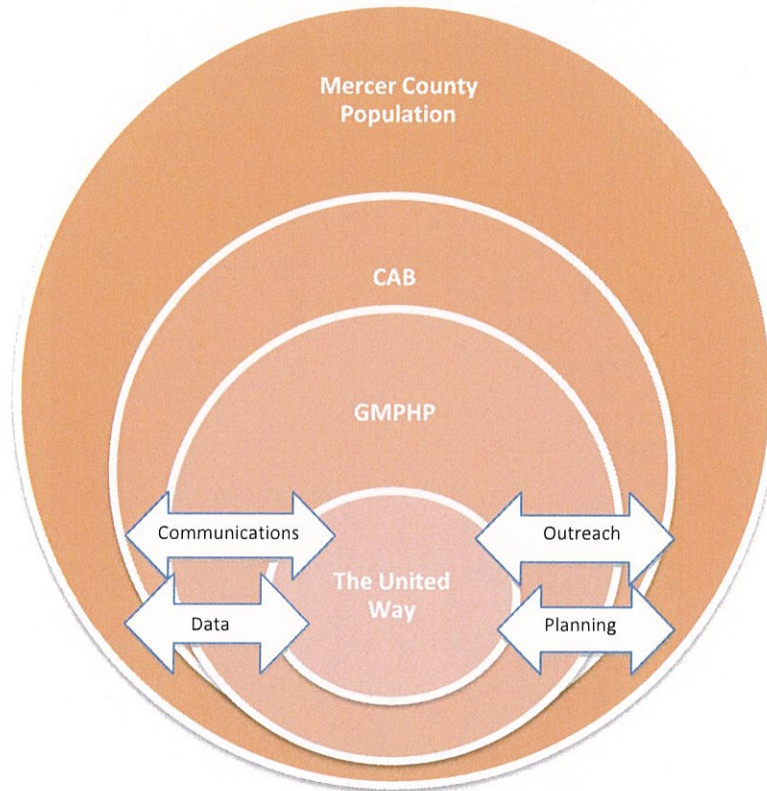 Mercer County
Population
CAB
GMPHP
Communications
Outreach
The United
Way
Data
Planning